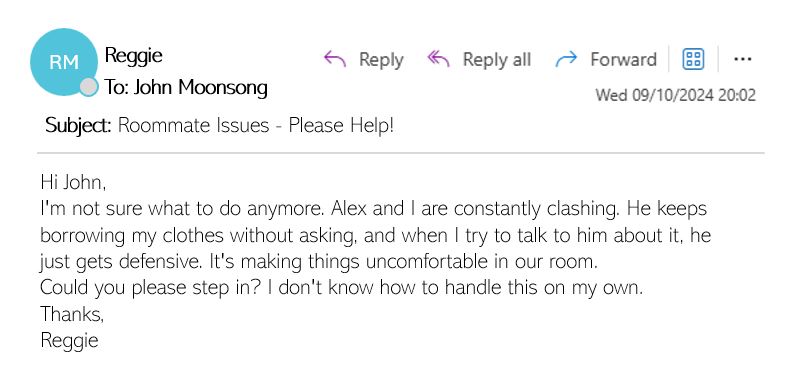 RM
Reggie
To: John Moonsong
Reply
Reply all
Forward
...
Wed 09/10/2024 20:02
Subject: Roommate Issues - Please Help!
Hi John,
I'm not sure what to do anymore. Alex and I are constantly clashing. He keeps
borrowing my clothes without asking, and when I try to talk to him about it, he
just gets defensive. It's making things uncomfortable in our room.
Could you please step in? I don't know how to handle this on my own.
Thanks,
Reggie